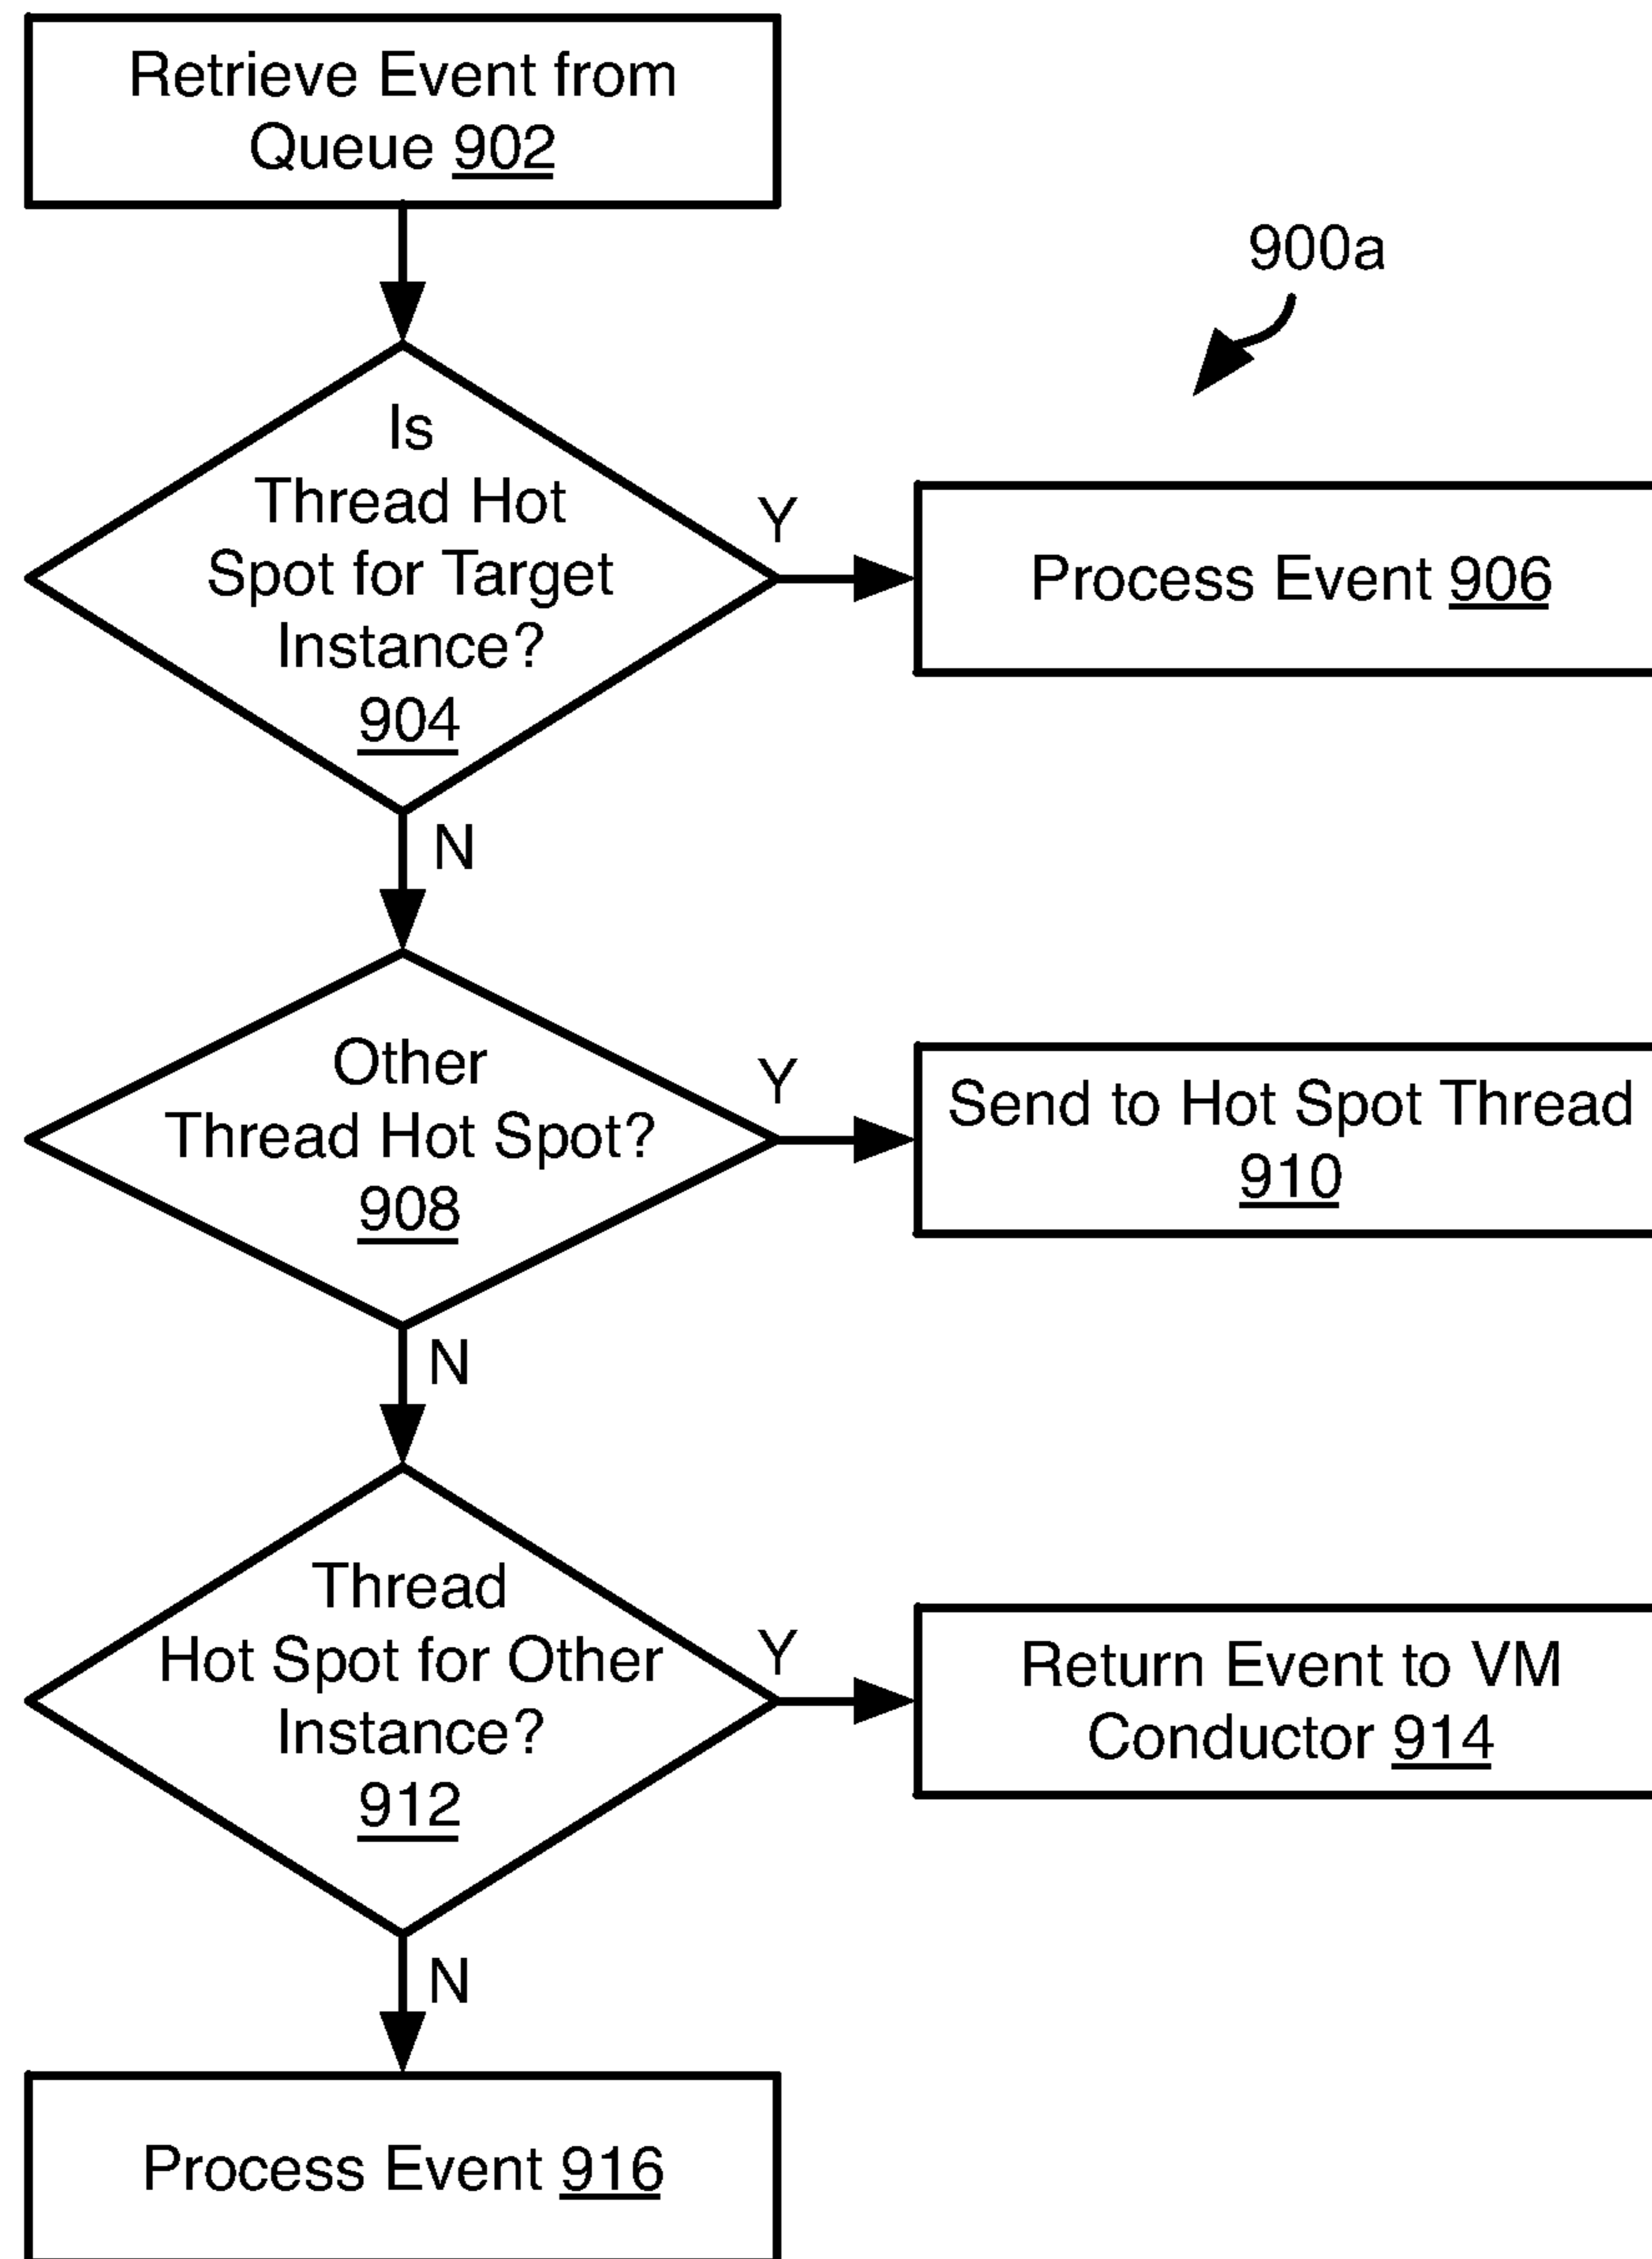 Retrieve Event from
Queue 902
900a
Is
Thread Hot
Spot for Target
Instance?
904
Y
Process Event 906
N
Other
Thread Hot Spot?
908
Y
Send to Hot Spot Thread
910
N
Thread
Hot Spot for Other
Instance?
912
Y
Return Event to VM
Conductor 914
N
Process Event 916